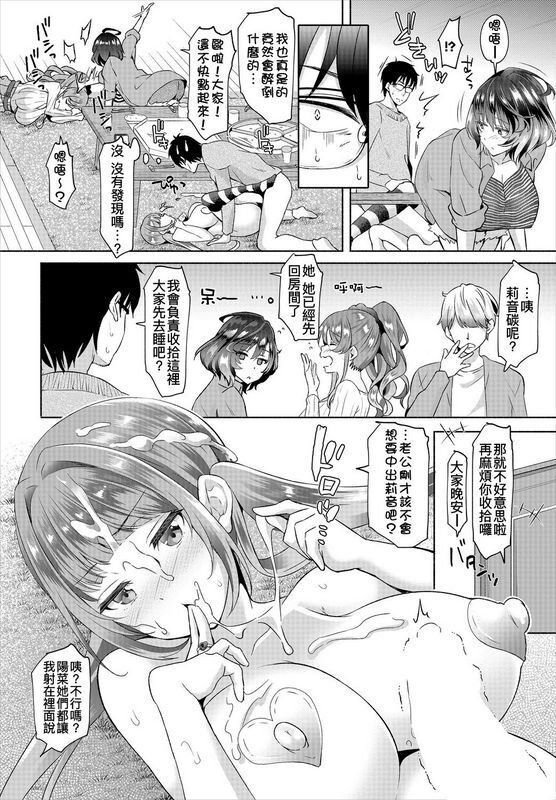 嗯唔—
!?
我也真是的
竟然會醉倒
什麼的…
歐啦！大家！
還不快點起來！
沒 沒有發現嗎…？
嗯唔～？
…咦
莉音碳呢？
呼啊—
她 她已經先
回房間了
呆—
我會負責收拾這裡
大家先去睡吧？
那就不好意思啦
再麻煩你收拾囉
大家晚安—
バタン
…老公剛才該不會
想要中出莉音吧？
咦？不行嗎？
陽菜她們都讓
我射在裡面說